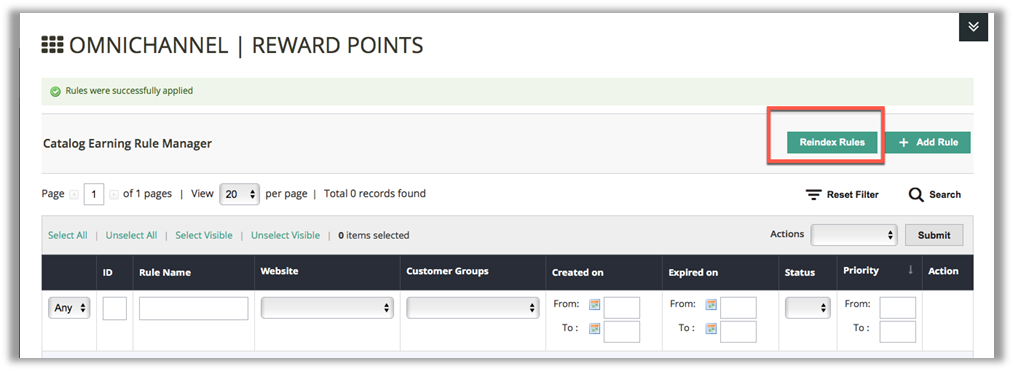 OMNICHANNEL | REWARD POINTS
Rules were successfully applied
Catalog Earning Rule Manager
Reindex Rules
+ Add Rule
Page 1 of 1 pages | View 20 per page | Total 0 records found
Reset Filter
Search
Select All | Unselect All | Select Visible | Unselect Visible | 0 items selected
Actions
Submit
ID Rule Name Website Customer Groups Created on Expired on Status Priority ↓ Action
Any From: From: From:
To : To : To :